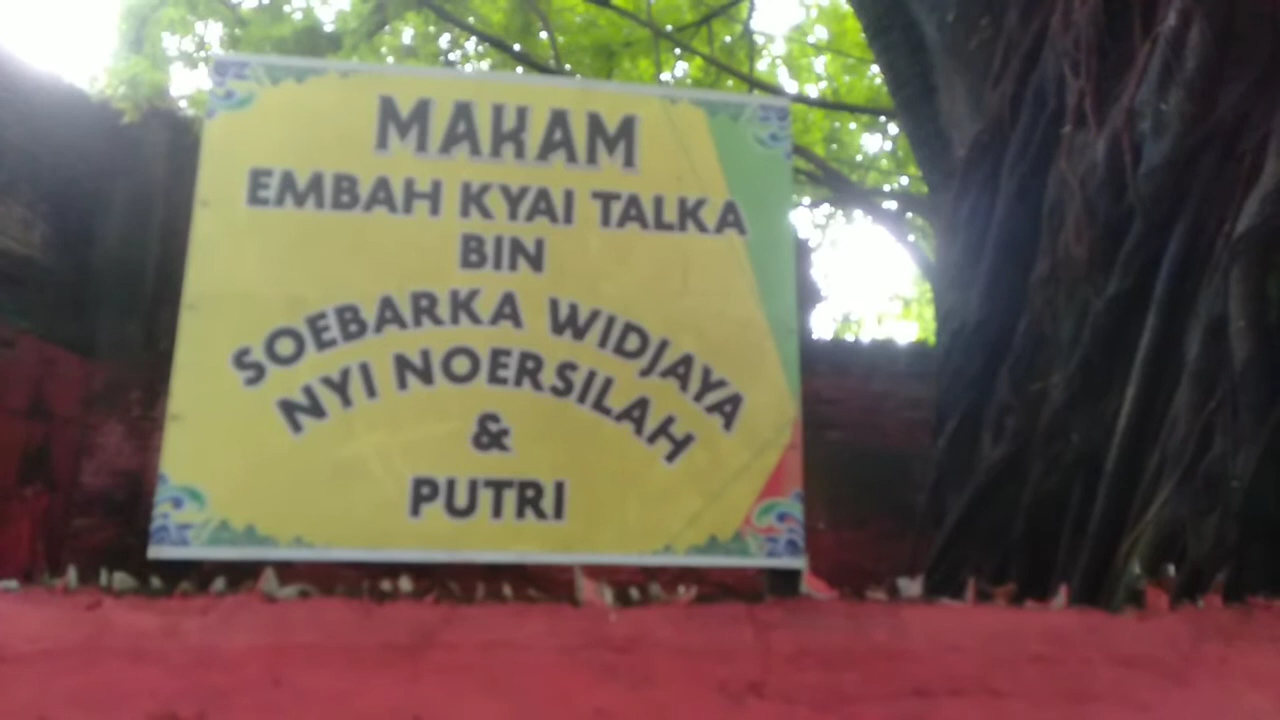 MAKAM
EMBAH KYAI TALKA
BIN
SOEBARKA WIDJAYA
NYI NOERSILAH
&
PUTRI